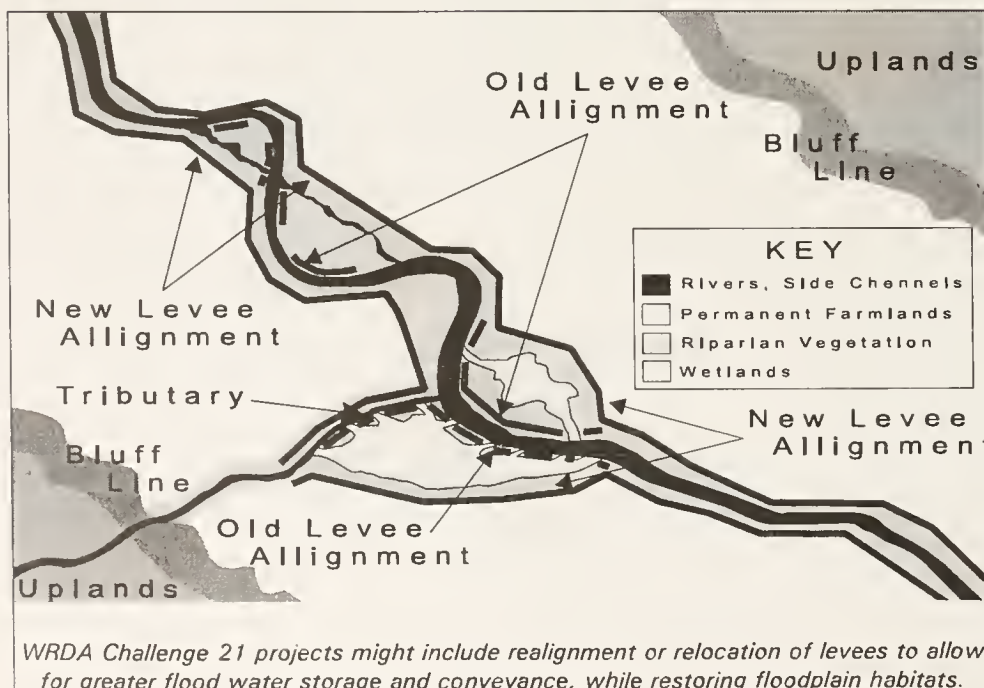 Old Levee
Allignment
Uplands
Bluff
Line
KEY
Rivers, Side Channels
Permanent Farmlands
Riparian Vegetation
Wetlands
New Levee
Allignment
Tributary
New Levee
Allignment
Bluff
Line
Old Levee
Allignment
Uplands
WRDA Challenge 21 projects might include realignment or relocation of levees to allow
for greater flood water storage and conveyance, while restoring floodplain habitats.